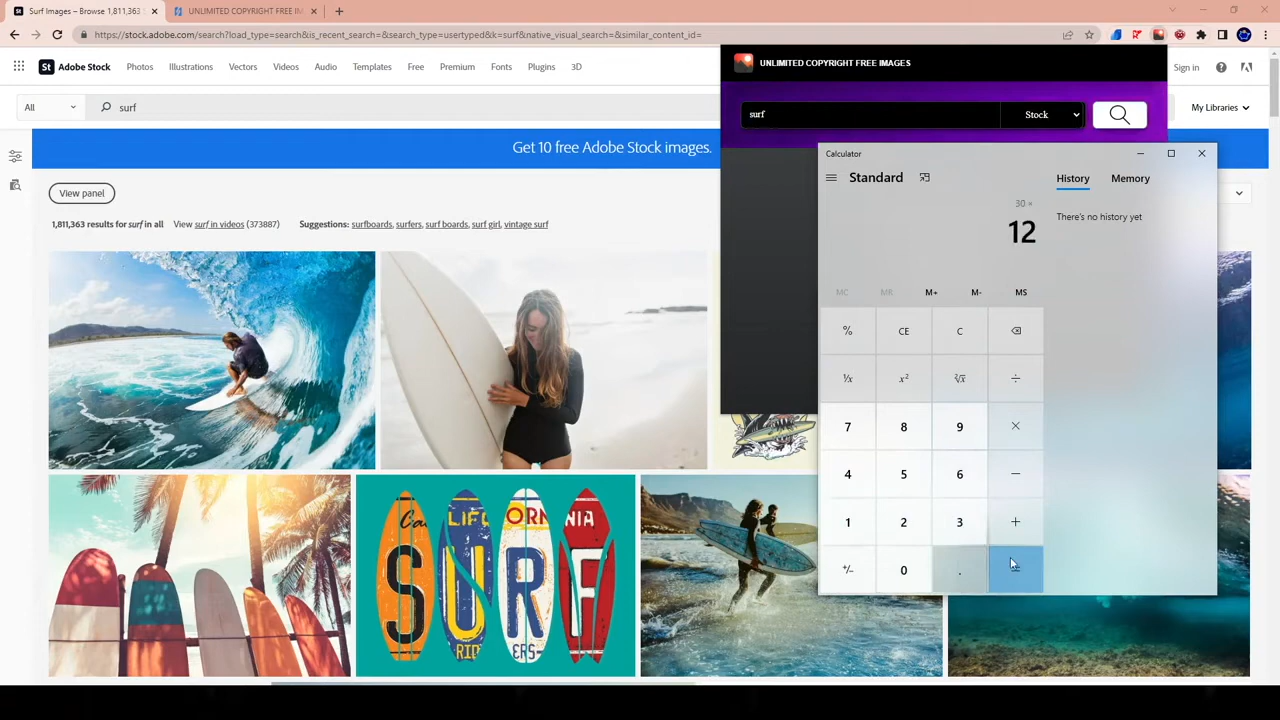 Surf Images – Browse 1,811,363
UNLIMITED COPYRIGHT FREE IM
https://stock.adobe.com/search?load_type=search&is_recent_search=&search_type=usertyped&k=surf&native_visual_search=&similar_content_id=
UNLIMITED COPYRIGHT FREE IMAGES
St Adobe Stock Photos Illustrations Vectors Videos Audio Templates Free Premium Fonts Plugins 3D
Sign in
All surf
surf Stock
My Libraries
Get 10 free Adobe Stock images.
Calculator
Standard
History Memory
View panel
30 ×
12
There's no history yet
1,811,363 results for surf in all View surf in videos (373887) Suggestions: surfboards, surfers, surf boards, surf girl, vintage surf
MC MR M+ M- MS
% CE C
¹/x x² ²√x ÷
7 8 9 ×
4 5 6 −
1 2 3 +
+/− 0 . =
CALIFORNIA
SURF
RIDERS